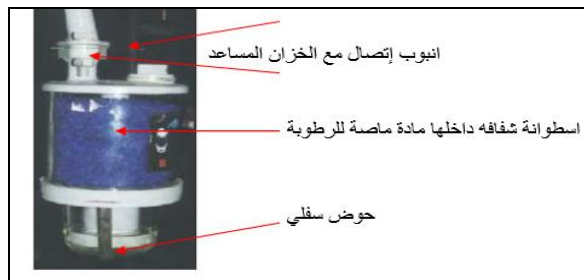 انبوب إتصال مع الخزان المساعد
اسطوانة شفافه داخلها مادة ماصة للرطوبة
حوض سفلي